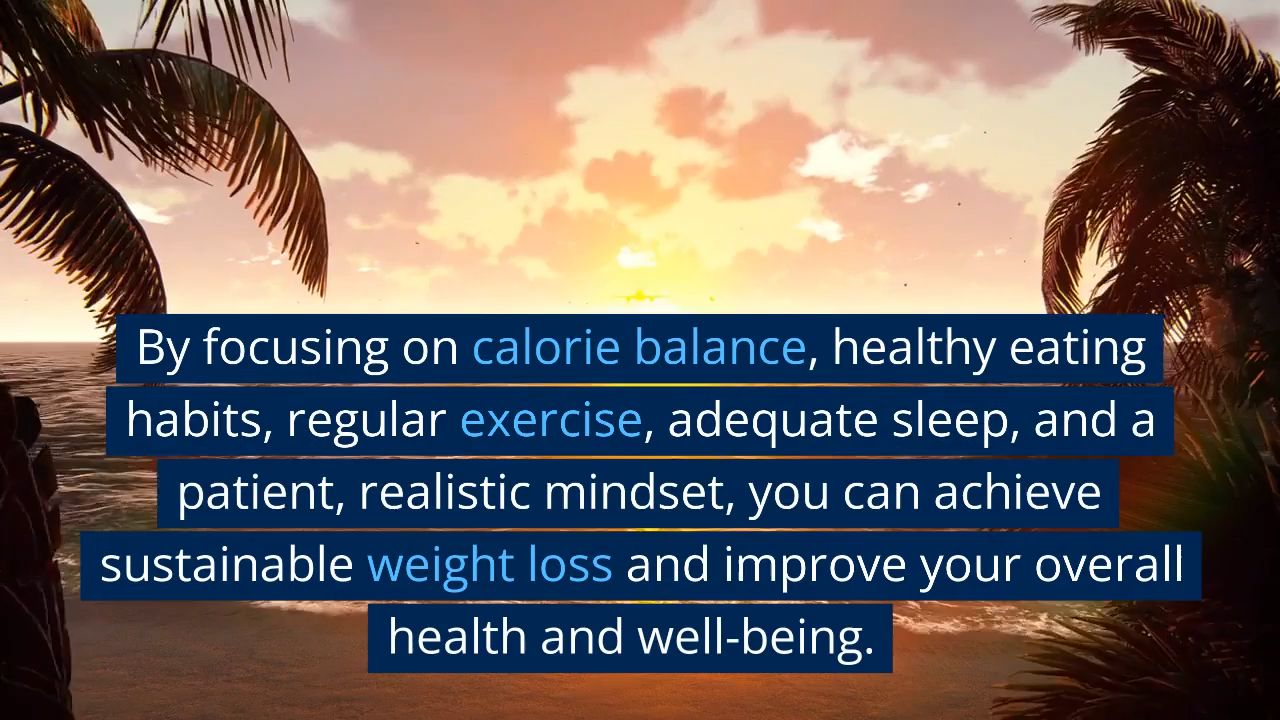 By focusing on calorie balance, healthy eating
habits, regular exercise, adequate sleep, and a
patient, realistic mindset, you can achieve
sustainable weight loss and improve your overall
health and well-being.